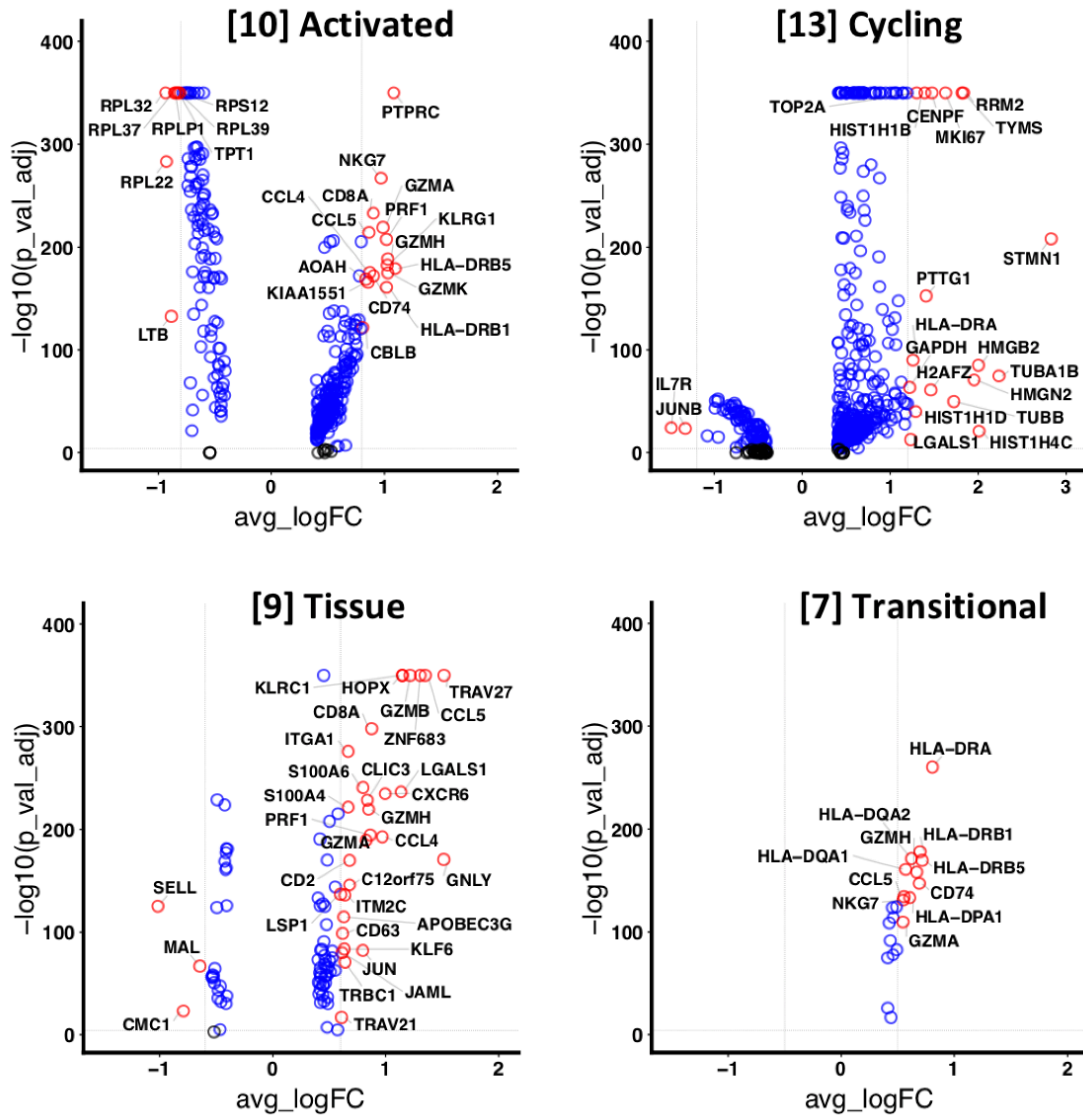 [10] Activated
400
300
200
100
0
−log10(p_val_adj)
RPL32
RPS12
RPL37
RPLP1
RPL39
TPT1
RPL22
LTB
PTPRC
NKG7
GZMA
CCL4
CD8A
PRF1
KLRG1
CCL5
GZMH
AOAH
HLA−DRB5
KIAA1551
GZMK
CD74
HLA−DRB1
CBLB
−1
0
1
2
avg_logFC
[13] Cycling
400
300
200
100
0
−log10(p_val_adj)
TOP2A
RRM2
CENPF
TYMS
HIST1H1B
MKI67
STMN1
PTTG1
HLA−DRA
GAPDH
HMGB2
H2AFZ
TUBA1B
IL7R
HMGN2
JUNB
HIST1H1D
TUBB
LGALS1
HIST1H4C
−1
0
1
2
avg_logFC
[9] Tissue
400
300
200
100
0
−log10(p_val_adj)
KLRC1
HOPX
TRAV27
CD8A
GZMB
CCL5
ITGA1
ZNF683
S100A6
CLIC3
LGALS1
S100A4
CXCR6
PRF1
GZMH
GZMA
CCL4
CD2
C12orf75
GNLY
SELL
ITM2C
LSP1
APOBEC3G
CD63
KLF6
MAL
JUN
JAML
TRBC1
CMC1
TRAV21
−1
0
1
2
avg_logFC
[7] Transitional
400
300
200
100
0
−log10(p_val_adj)
HLA−DRA
HLA−DQA2
GZMH
HLA−DRB1
HLA−DQA1
HLA−DRB5
CCL5
CD74
NKG7
HLA−DPA1
GZMA
−1
0
1
2
avg_logFC